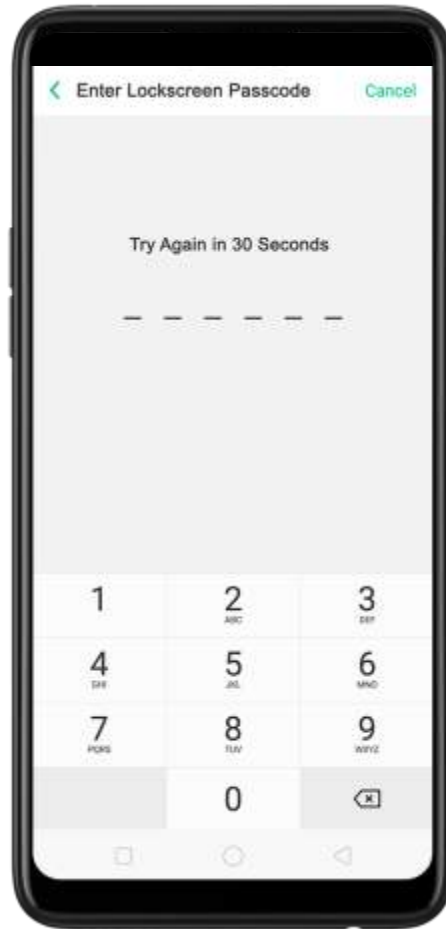 Enter Lockscreen Passcode Cancel
Try Again in 30 Seconds
1 2 3
ABC DEF
4 5 6
GHI JKL MNO
7 8 9
PQRS TUV WXYZ
0